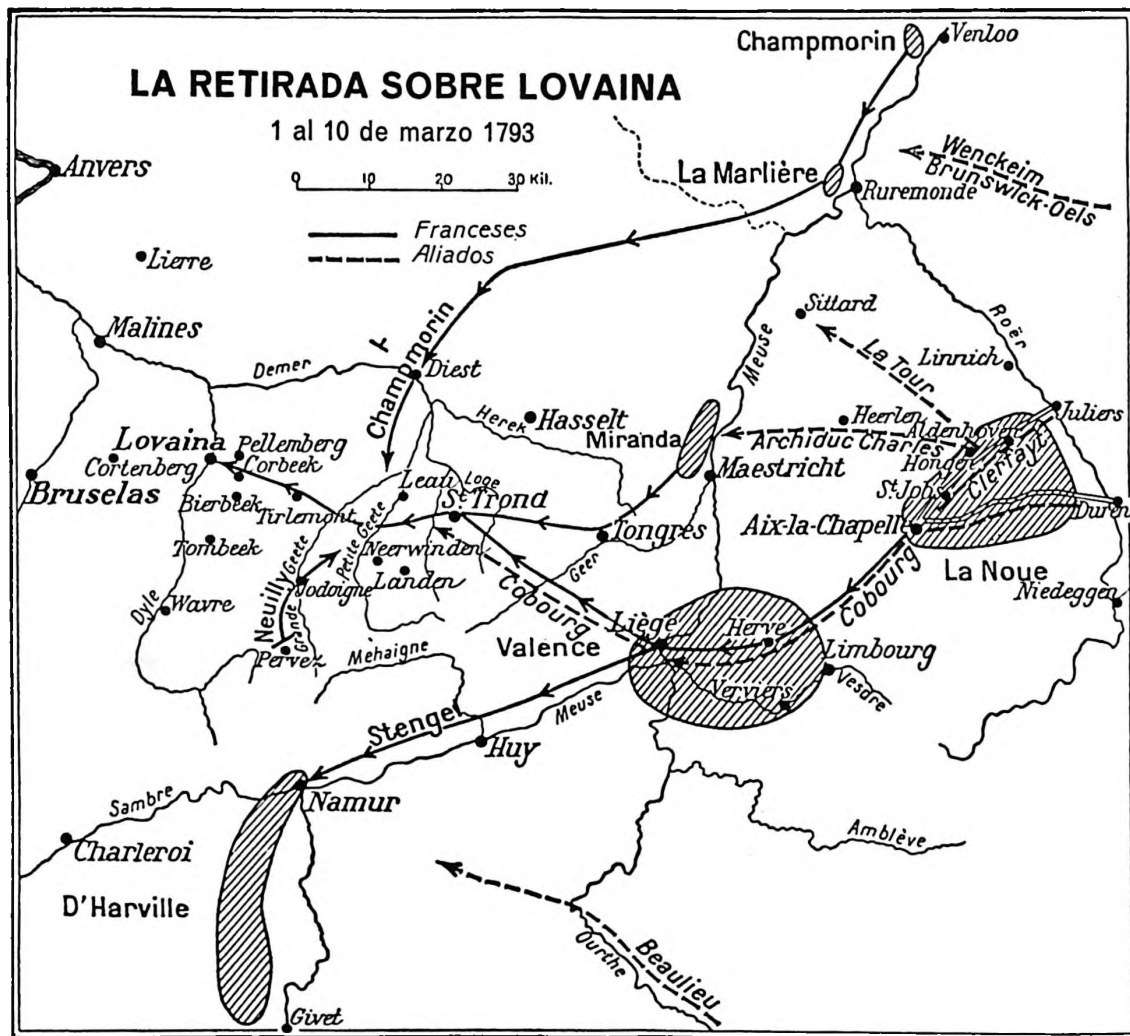 LA RETIRADA SOBRE LOVAINA
1 al 10 de marzo 1793
0 10 20 30 Kil.
Franceses
Aliados
Champmorin
Venloo
Wenckeim
Brunswick-Oels
La Marlière
Ruremonde
Anvers
Lierre
Malines
Sittard
Roër
Meuse
La Tour
Linnich
Demer
Champmorin
Diest
Herek
Hasselt
Miranda
Heerlen
Archiduc Charles
Aldenhoven
Juliers
Hongen
Clerfayt
St. Job
Maestricht
Lovaina
Pellemberg
Cortenberg
Corbeek
Bruselas
Bierbeek
Tirlemont
Leau
Loge
St. Trond
Tongres
Aix-la-Chapelle
Duren
Tombeek
Neerwinden
Landen
Petite Geete
Geer
La Noue
Niedeggen
Dyle
Wavre
Neuilly
Grande Geete
Jodoigne
Pervez
Cobourg
Cobourg
Liège
Herve
Valence
Limbourg
Mèhaigne
Verviers
Vesdre
Stengel
Meuse
Huy
Namur
Sambre
Charleroi
Amblève
D'Harville
Ourthe
Beaulieu
Givet